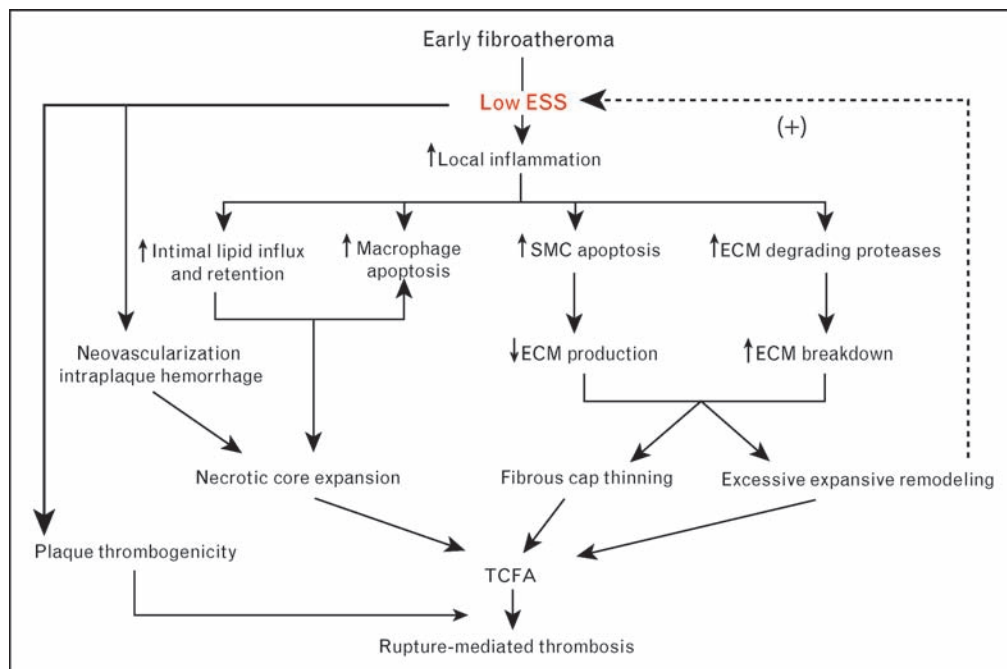 Early fibroatheroma
Low ESS
(+)
↑Local inflammation
↑Intimal lipid influx
and retention
↑Macrophage
apoptosis
↑SMC apoptosis
↑ECM degrading proteases
Neovascularization
intraplaque hemorrhage
↓ECM production
↑ECM breakdown
Necrotic core expansion
Fibrous cap thinning
Excessive expansive remodeling
Plaque thrombogenicity
TCFA
Rupture-mediated thrombosis